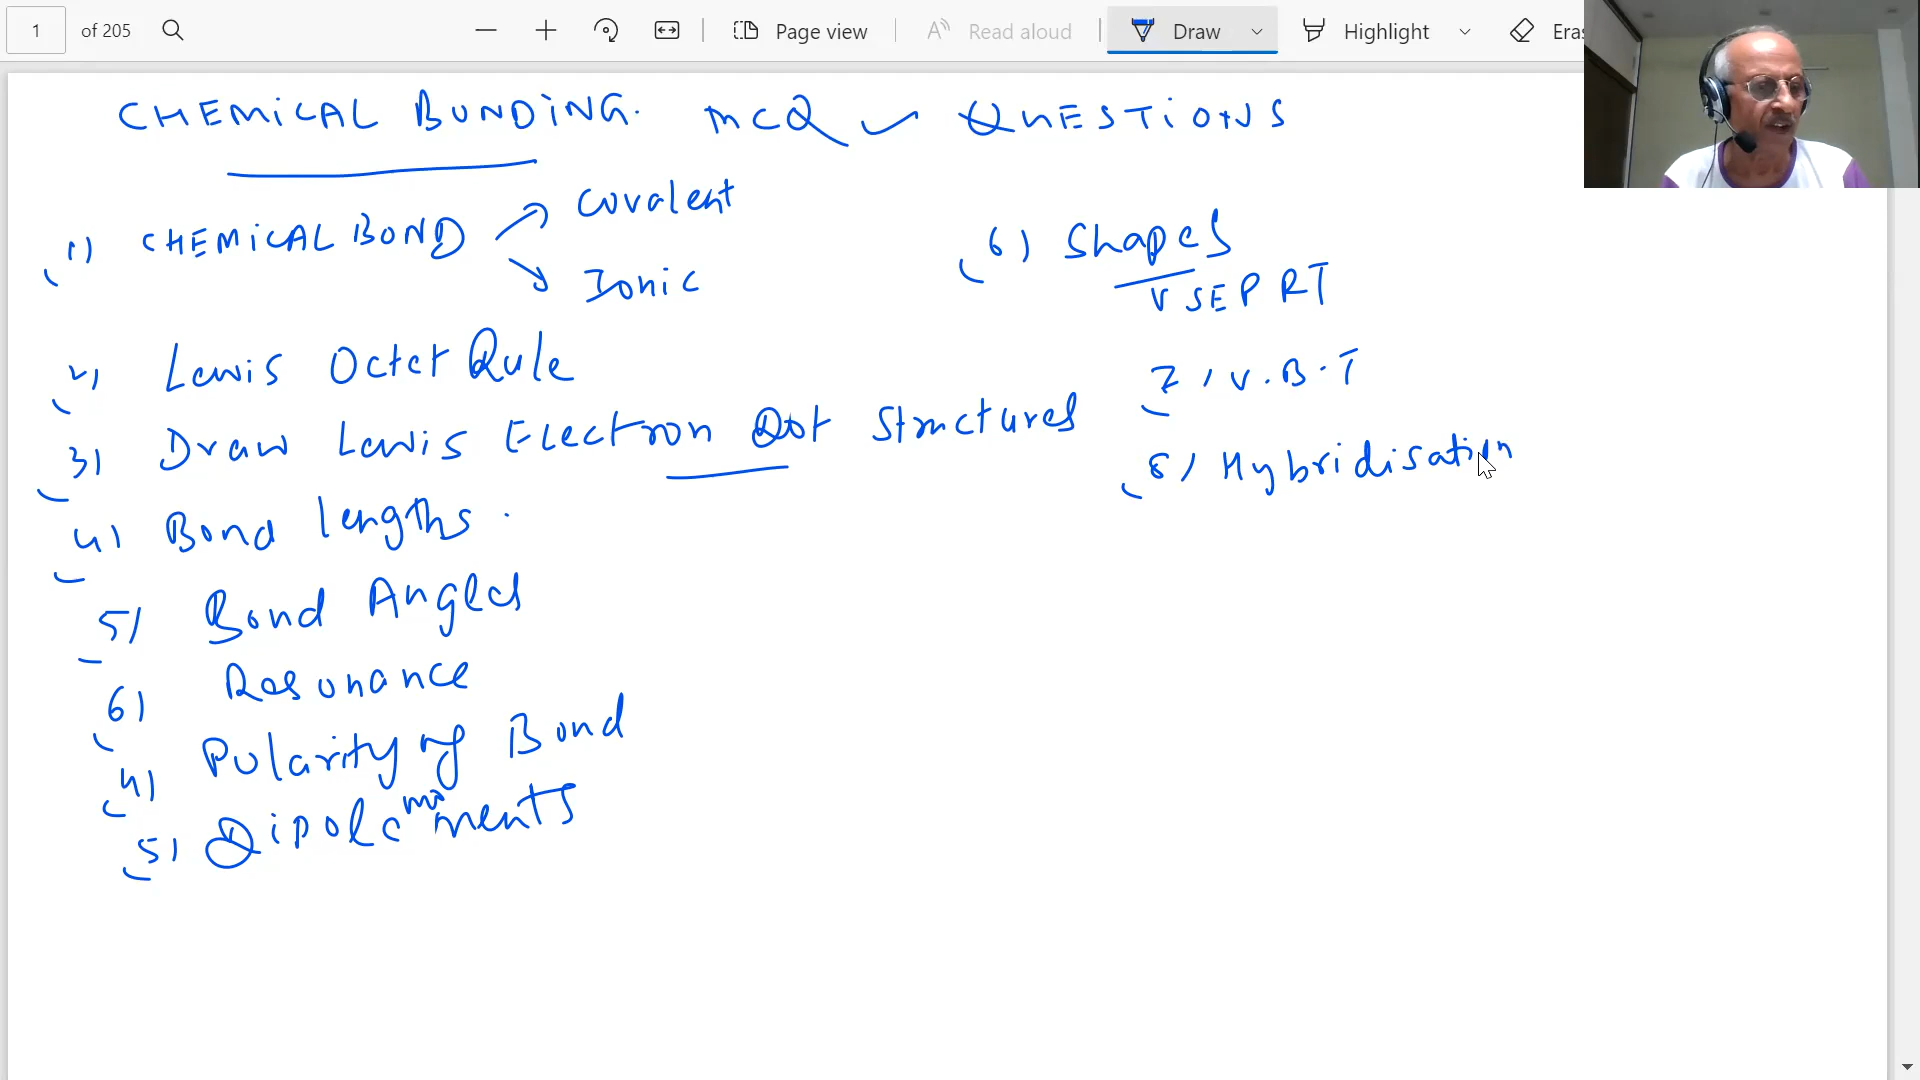 1 of 205 Page view Read aloud Draw Highlight Eras
CHEMICAL BONDING. MCQ QUESTIONS
1) CHEMICAL BOND
Covalent
Ionic
2) Lewis Octet Rule
3) Draw Lewis Electron Dot Structures
4) Bond lengths.
5) Bond Angles
6) Resonance
4) Polarity of Bond
5) Dipole moments
6) Shapes
VSEPRT
7) V.B.T
8) Hybridisation